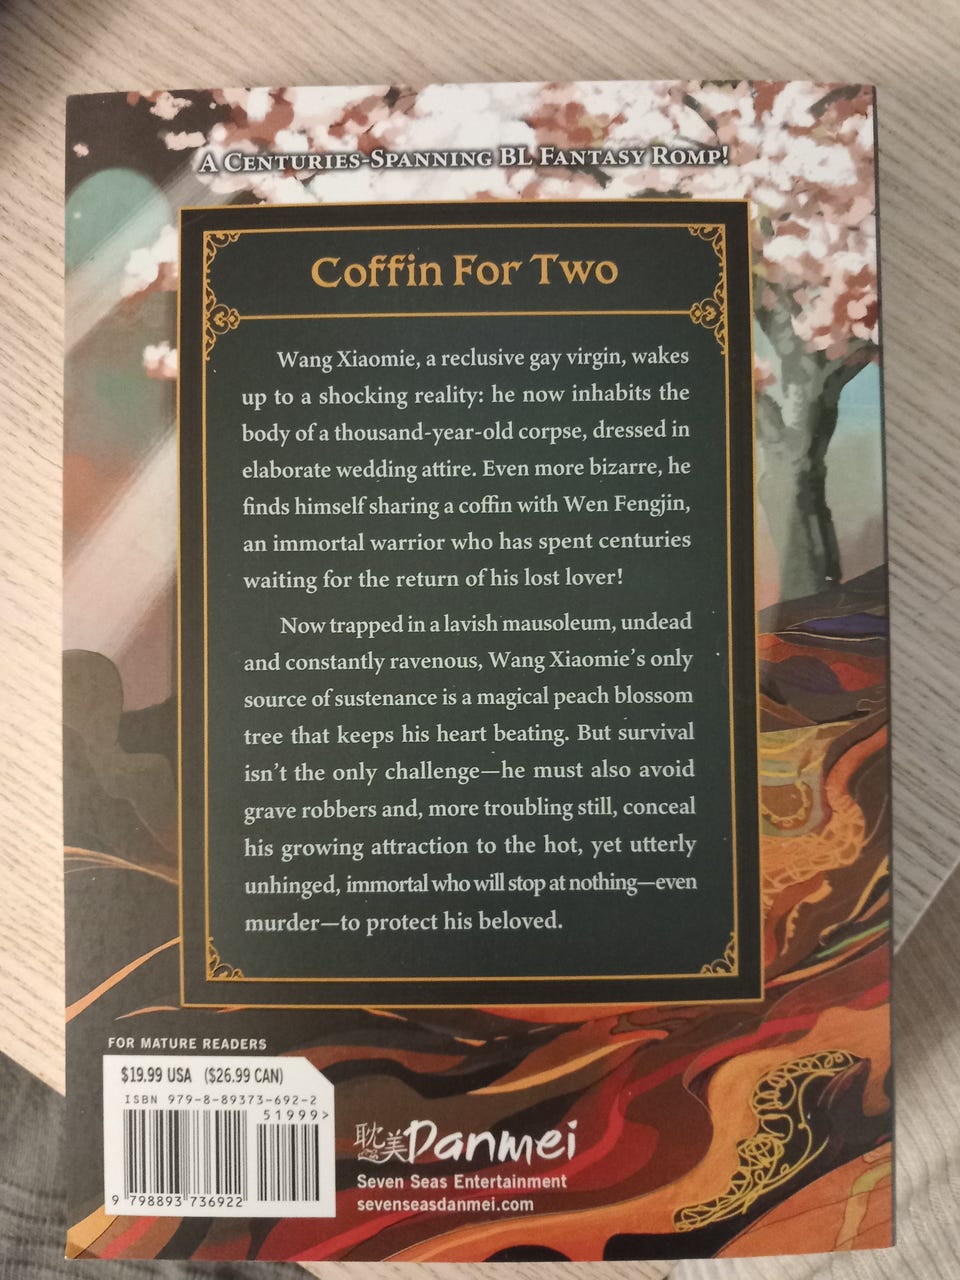 A Centuries-Spanning BL Fantasy Romp!
Coffin For Two
Wang Xiaomie, a reclusive gay virgin, wakes
up to a shocking reality: he now inhabits the
body of a thousand-year-old corpse, dressed in
elaborate wedding attire. Even more bizarre, he
finds himself sharing a coffin with Wen Fengjin,
an immortal warrior who has spent centuries
waiting for the return of his lost lover!
Now trapped in a lavish mausoleum, undead
and constantly ravenous, Wang Xiaomie's only
source of sustenance is a magical peach blossom
tree that keeps his heart beating. But survival
isn't the only challenge—he must also avoid
grave robbers and, more troubling still, conceal
his growing attraction to the hot, yet utterly
unhinged, immortal who will stop at nothing—even
murder—to protect his beloved.
FOR MATURE READERS
$19.99 USA ($26.99 CAN)
ISBN 979-8-89373-692-2
51999>
9 798893 736922
耽美 Danmei
Seven Seas Entertainment
sevenseasdanmei.com